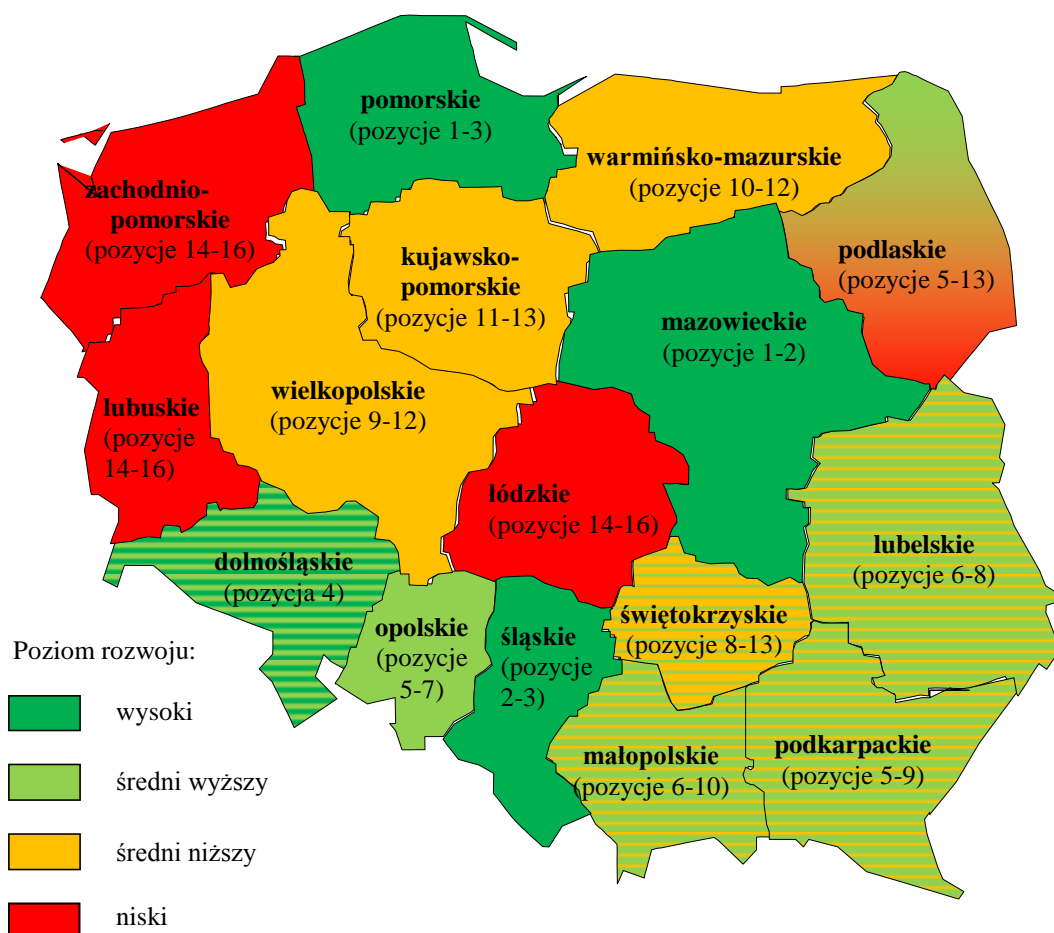 pomorskie
(pozycje 1-3)
warmińsko-mazurskie
(pozycje 10-12)
zachodnio-
pomorskie
(pozycje 14-16)
kujawsko-
pomorskie
(pozycje 11-13)
podlaskie
(pozycje 5-13)
mazowieckie
(pozycje 1-2)
wielkopolskie
(pozycje 9-12)
lubuskie
(pozycje
14-16)
łódzkie
(pozycje 14-16)
lubelskie
(pozycje 6-8)
dolnośląskie
(pozycja 4)
opolskie
(pozycje
5-7)
śląskie
(pozycje
2-3)
świętokrzyskie
(pozycje 8-13)
małopolskie
(pozycje 6-10)
podkarpackie
(pozycje 5-9)
Poziom rozwoju:
wysoki
średni wyższy
średni niższy
niski